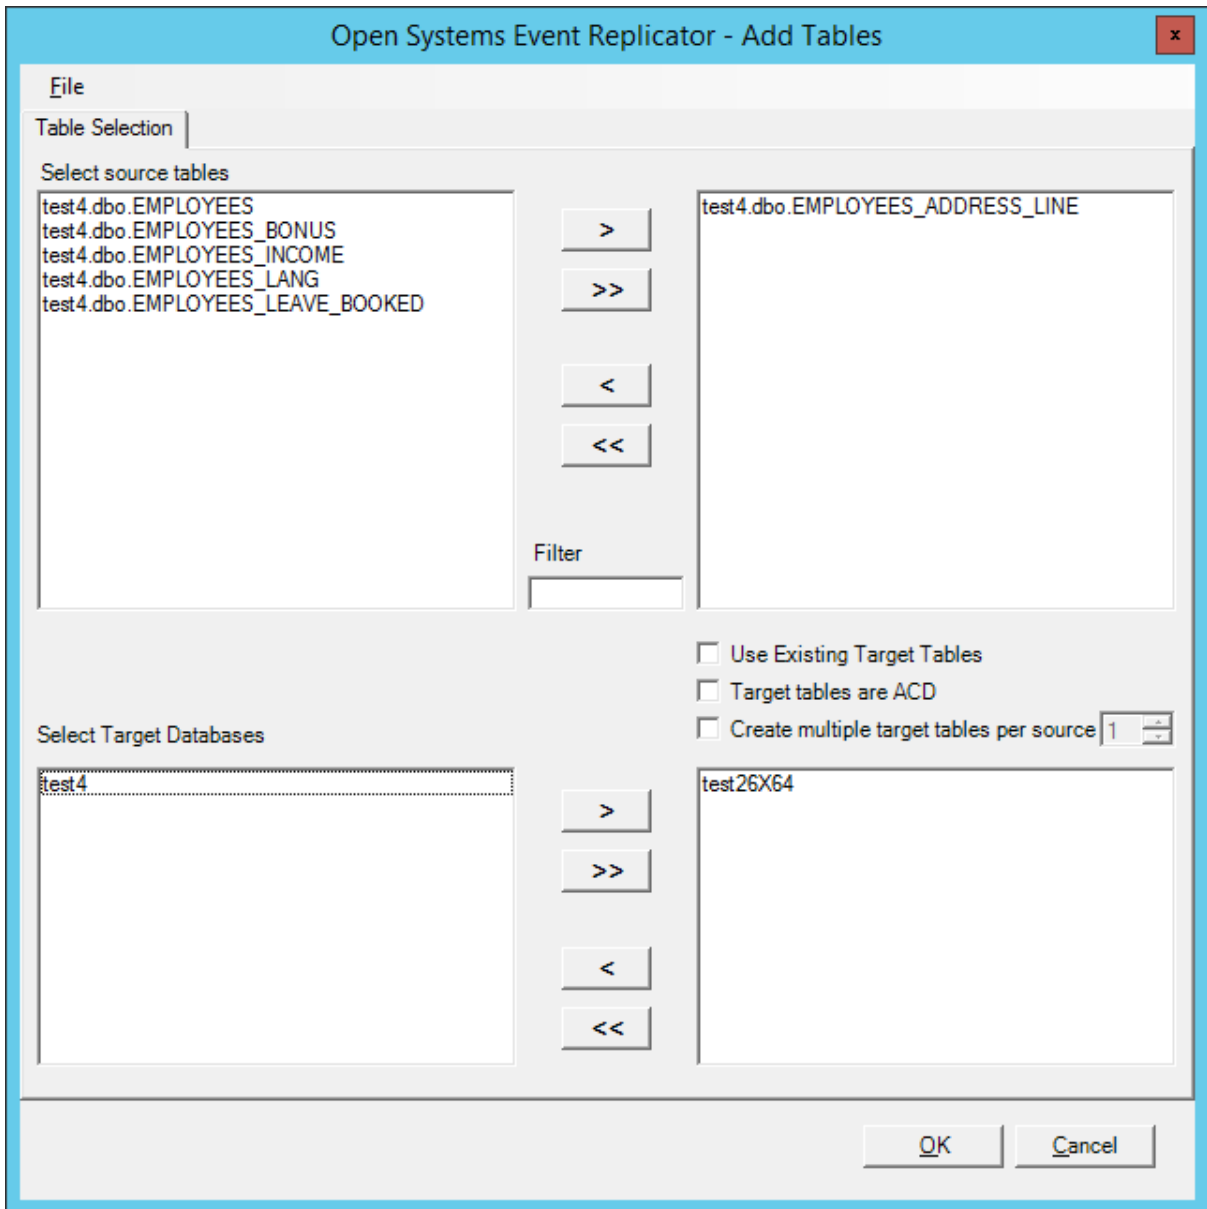 Open Systems Event Replicator - Add Tables
x
File
Table Selection
Select source tables
test4.dbo.EMPLOYEES
test4.dbo.EMPLOYEES_BONUS
test4.dbo.EMPLOYEES_INCOME
test4.dbo.EMPLOYEES_LANG
test4.dbo.EMPLOYEES_LEAVE_BOOKED
>
>>
<
<<
Filter
test4.dbo.EMPLOYEES_ADDRESS_LINE
Use Existing Target Tables
Target tables are ACD
Create multiple target tables per source 1
Select Target Databases
test4
>
>>
<
<<
test26X64
OK
Cancel